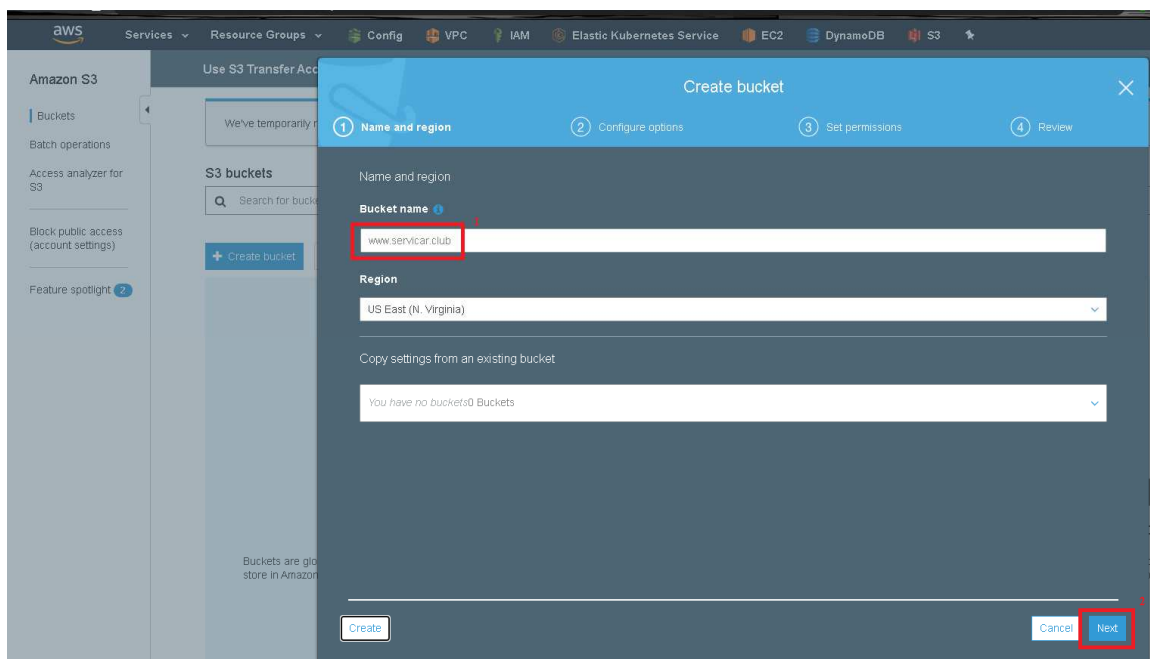 aws Services Resource Groups Config VPC IAM Elastic Kubernetes Service EC2 DynamoDB S3
Amazon S3
Buckets
Batch operations
Access analyzer for
S3
Block public access
(account settings)
Feature spotlight 2
Use S3 Transfer Acc
We've temporarily r
S3 buckets
Search for bucke
Create bucket
Buckets are glo
store in Amazon
Create bucket
1 Name and region 2 Configure options 3 Set permissions 4 Review
Name and region
Bucket name
1
www.servicar.club
Region
US East (N. Virginia)
Copy settings from an existing bucket
You have no buckets0 Buckets
2
Create Cancel Next